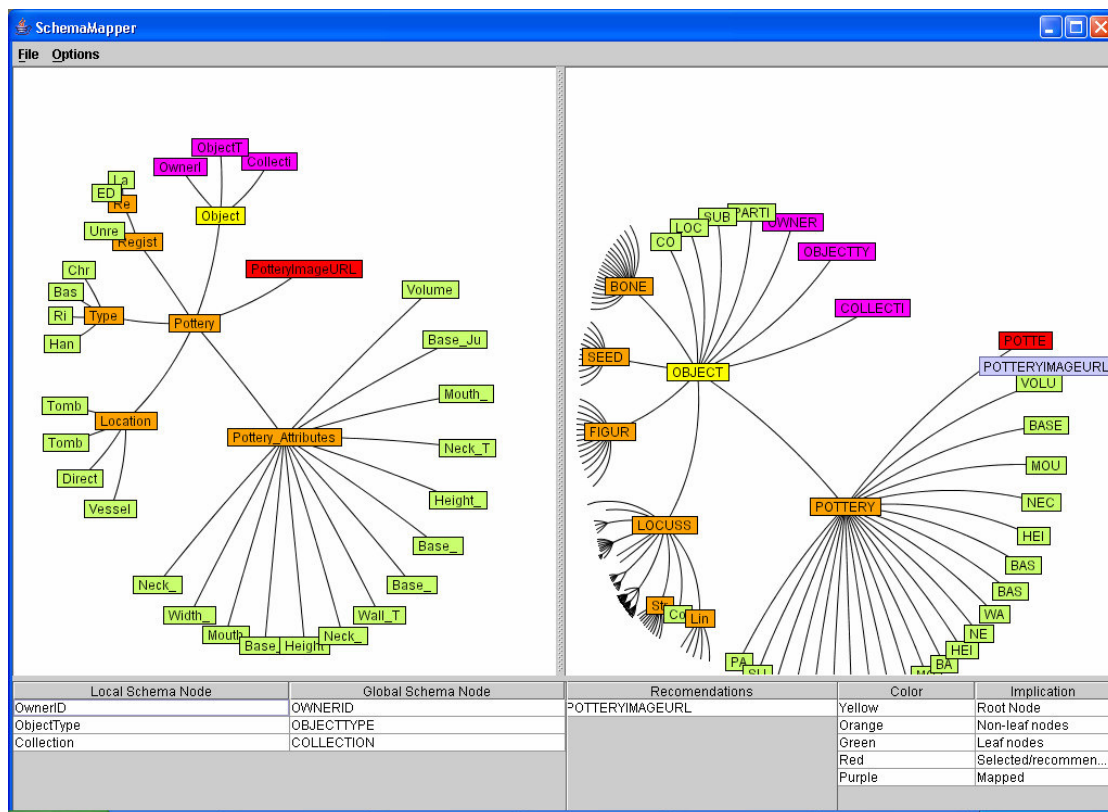 SchemaMapper
File Options
ObjectT
OwnerI
Collecti
La
ED
Re
Object
Unre
Regist
PotteryImageURL
Chr
Bas
Type
Ri
Pottery
Han
Volume
Base_Ju
Mouth_
Tomb
Location
Tomb
Pottery_Attributes
Neck_T
Direct
Height_
Vessel
Base_
Neck_
Base_
Width_
Wall_T
Mouth
Neck_
Base_
Height
PARTI
SUB
OWNER
LOC
CO
OBJECTTY
BONE
COLLECTI
POTTE
SEED
POTTERYIMAGEURL
OBJECT
VOLU
FIGUR
BASE
MOU
POTTERY
NEC
LOCUSS
HEI
BAS
BAS
Str
Co
Lin
WA
NE
HEI
PA
BA
Local Schema Node Global Schema Node Recomendations Color Implication
OwnerID OWNERID POTTERYIMAGEURL Yellow Root Node
ObjectType OBJECTTYPE Orange Non-leaf nodes
Collection COLLECTION Green Leaf nodes
Red Selected/recommen...
Purple Mapped